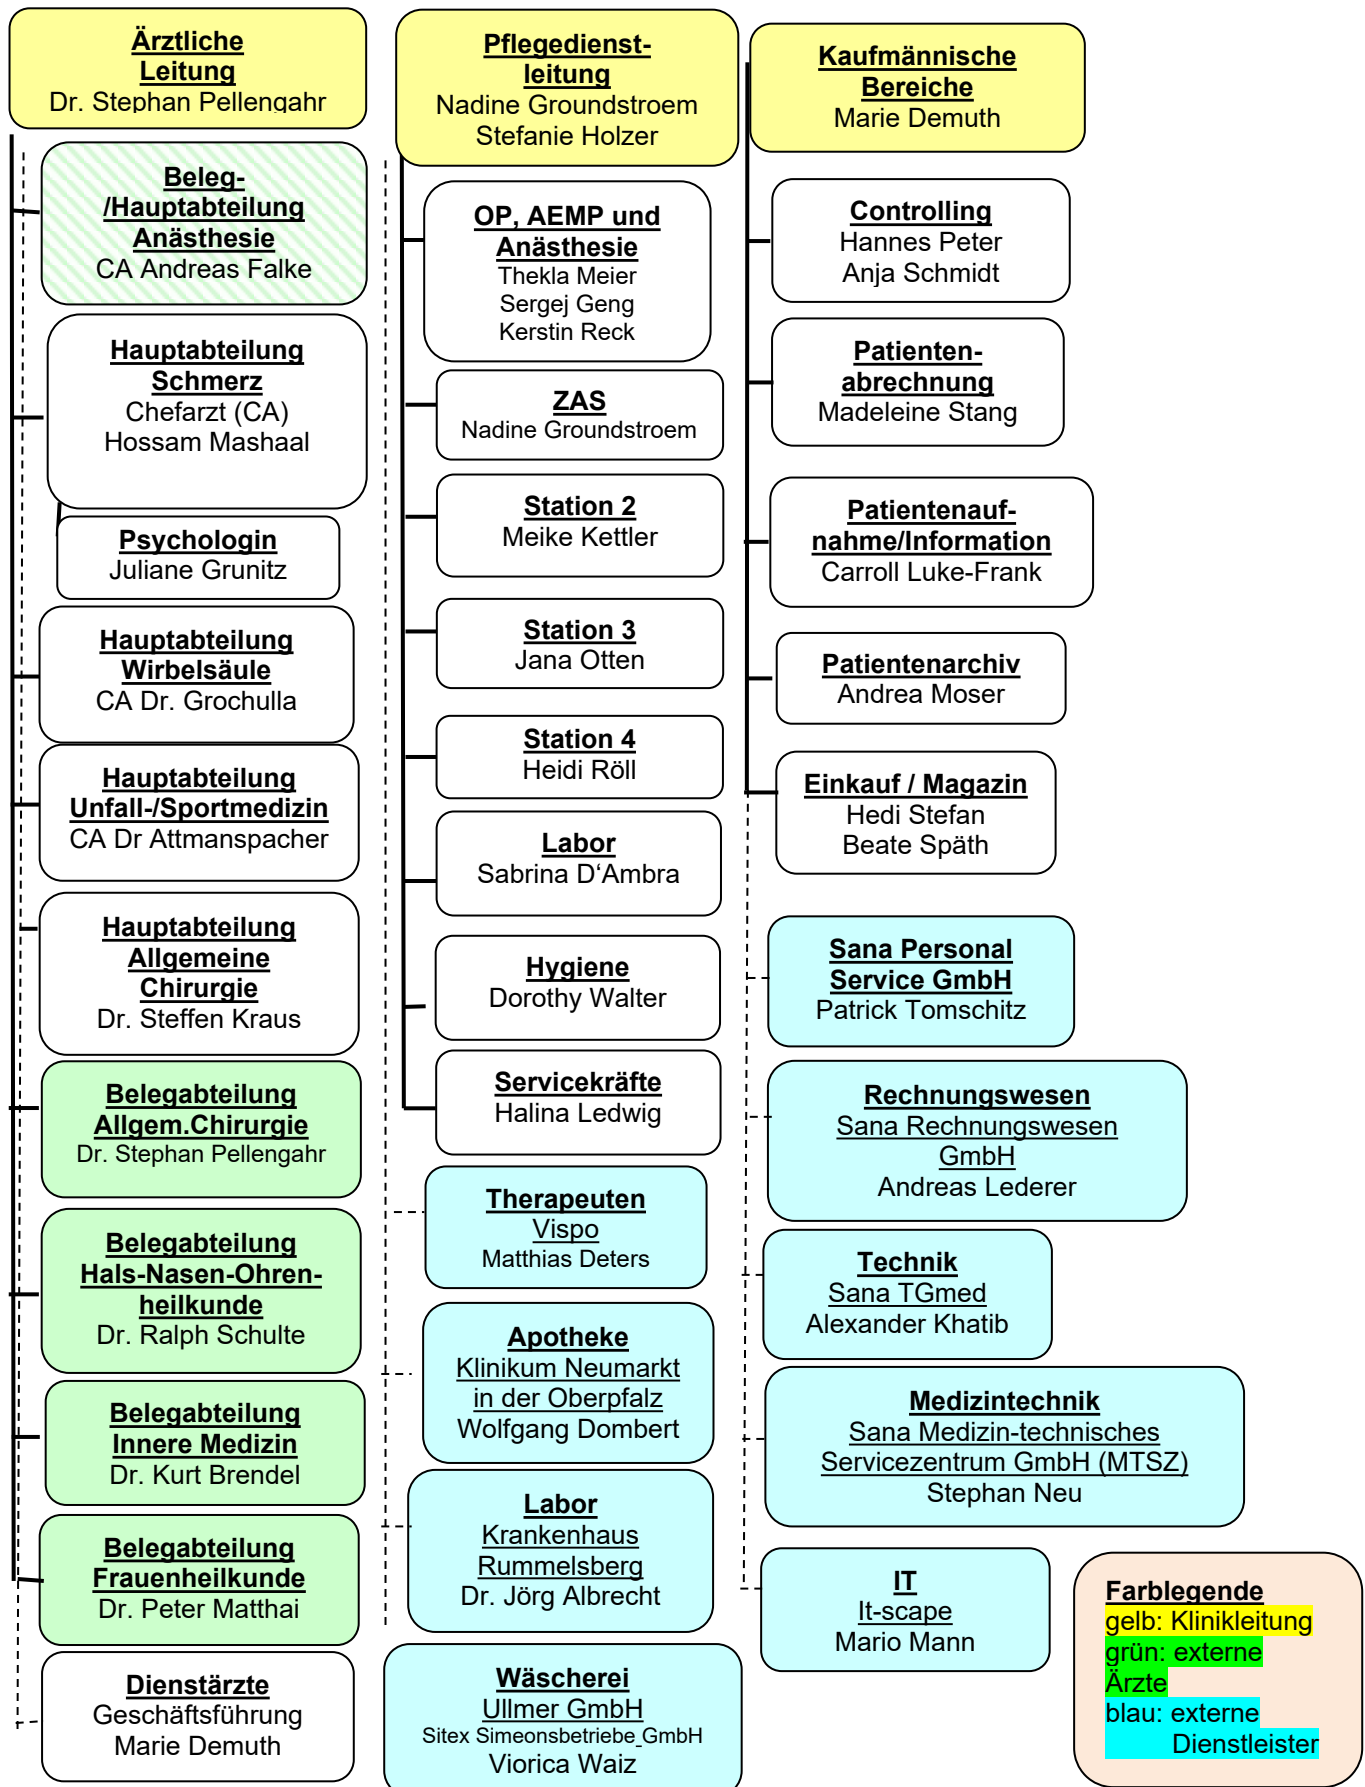 Ärztliche
Leitung
Dr. Stephan Pellengahr
Beleg-
/Hauptabteilung
Anästhesie
CA Andreas Falke
Hauptabteilung
Schmerz
Chefarzt (CA)
Hossam Mashaal
Psychologin
Juliane Grunitz
Hauptabteilung
Wirbelsäule
CA Dr. Grochulla
Hauptabteilung
Unfall-/Sportmedizin
CA Dr Attmanspacher
Hauptabteilung
Allgemeine
Chirurgie
Dr. Steffen Kraus
Belegabteilung
Allgem.Chirurgie
Dr. Stephan Pellengahr
Belegabteilung
Hals-Nasen-Ohren-
heilkunde
Dr. Ralph Schulte
Belegabteilung
Innere Medizin
Dr. Kurt Brendel
Belegabteilung
Frauenheilkunde
Dr. Peter Matthai
Dienstärzte
Geschäftsführung
Marie Demuth
Pflegedienst-
leitung
Nadine Groundstroem
Stefanie Holzer
OP, AEMP und
Anästhesie
Thekla Meier
Sergej Geng
Kerstin Reck
ZAS
Nadine Groundstroem
Station 2
Meike Kettler
Station 3
Jana Otten
Station 4
Heidi Röll
Labor
Sabrina D‘Ambra
Hygiene
Dorothy Walter
Servicekräfte
Halina Ledwig
Therapeuten
Vispo
Matthias Deters
Apotheke
Klinikum Neumarkt
in der Oberpfalz
Wolfgang Dombert
Labor
Krankenhaus
Rummelsberg
Dr. Jörg Albrecht
Wäscherei
Ullmer GmbH
Sitex Simeonsbetriebe GmbH
Viorica Waiz
Kaufmännische
Bereiche
Marie Demuth
Controlling
Hannes Peter
Anja Schmidt
Patienten-
abrechnung
Madeleine Stang
Patientenauf-
nahme/Information
Carroll Luke-Frank
Patientenarchiv
Andrea Moser
Einkauf / Magazin
Hedi Stefan
Beate Späth
Sana Personal
Service GmbH
Patrick Tomschitz
Rechnungswesen
Sana Rechnungswesen
GmbH
Andreas Lederer
Technik
Sana TGmed
Alexander Khatib
Medizintechnik
Sana Medizin-technisches
Servicezentrum GmbH (MTSZ)
Stephan Neu
IT
It-scape
Mario Mann
Farblegende
gelb: Klinikleitung
grün: externe
Ärzte
blau: externe
Dienstleister